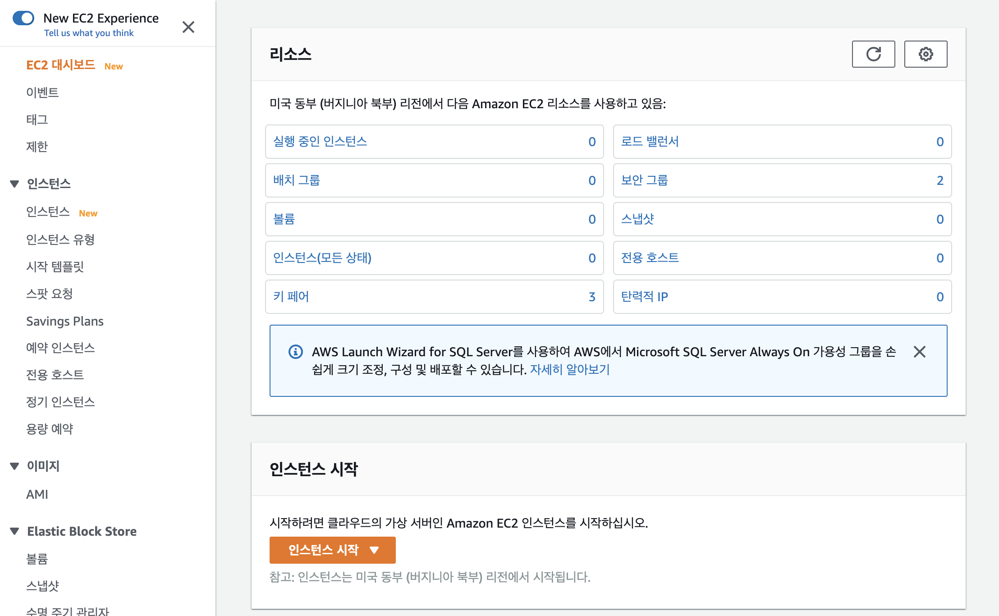 New EC2 Experience
Tell us what you think
EC2 대시보드 New
이벤트
태그
제한
인스턴스
인스턴스 New
인스턴스 유형
시작 템플릿
스팟 요청
Savings Plans
예약 인스턴스
전용 호스트
정기 인스턴스
용량 예약
이미지
AMI
Elastic Block Store
볼륨
스냅샷
수명 주기 관리자
리소스
미국 동부 (버지니아 북부) 리전에서 다음 Amazon EC2 리소스를 사용하고 있음:
실행 중인 인스턴스 0
로드 밸런서 0
배치 그룹 0
보안 그룹 2
볼륨 0
스냅샷 0
인스턴스(모든 상태) 0
전용 호스트 0
키 페어 3
탄력적 IP 0
AWS Launch Wizard for SQL Server를 사용하여 AWS에서 Microsoft SQL Server Always On 가용성 그룹을 손
쉽게 크기 조정, 구성 및 배포할 수 있습니다. 자세히 알아보기
인스턴스 시작
시작하려면 클라우드의 가상 서버인 Amazon EC2 인스턴스를 시작하십시오.
인스턴스 시작
참고: 인스턴스는 미국 동부 (버지니아 북부) 리전에서 시작됩니다.